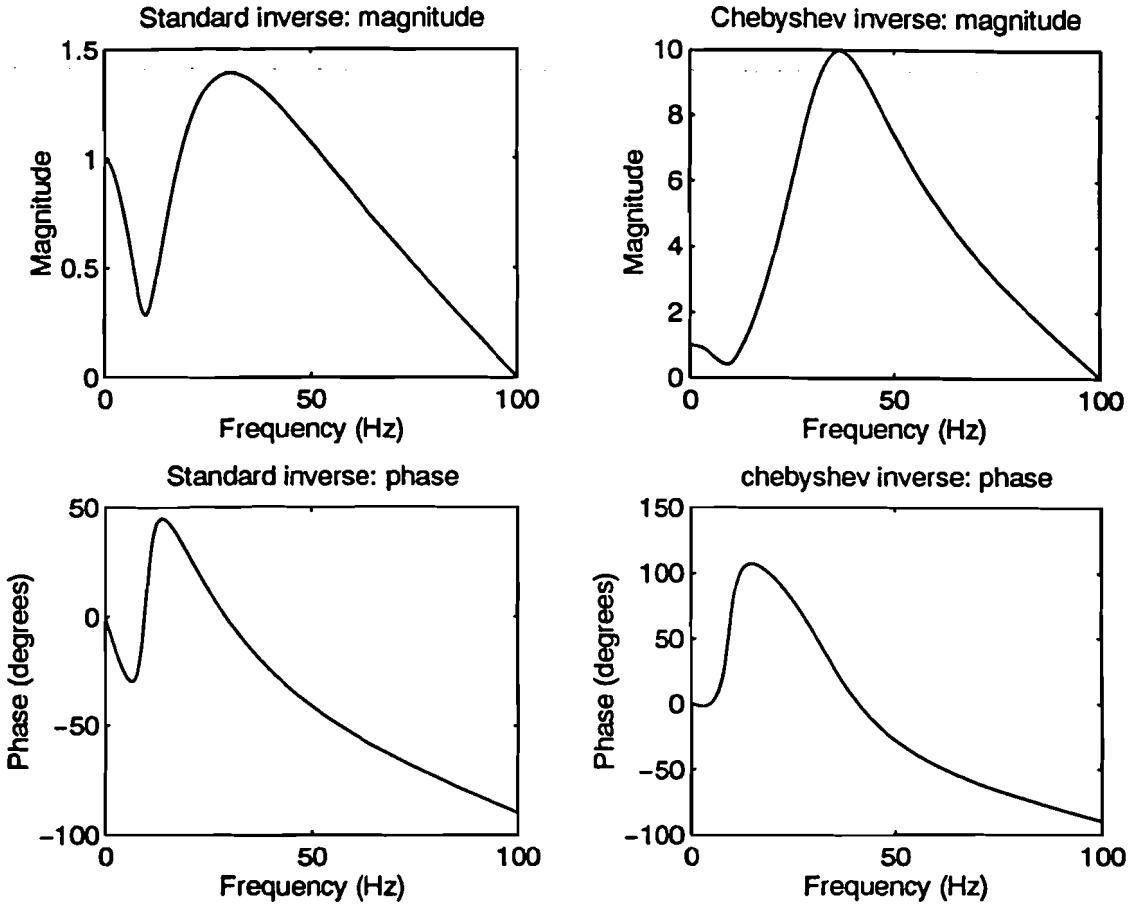 Standard inverse: magnitude
1.5
1
0.5
0
Magnitude
0
50
100
Frequency (Hz)
Chebyshev inverse: magnitude
10
8
6
4
2
0
Magnitude
0
50
100
Frequency (Hz)
Standard inverse: phase
50
0
−50
−100
Phase (degrees)
0
50
100
Frequency (Hz)
chebyshev inverse: phase
150
100
50
0
−50
−100
Phase (degrees)
0
50
100
Frequency (Hz)